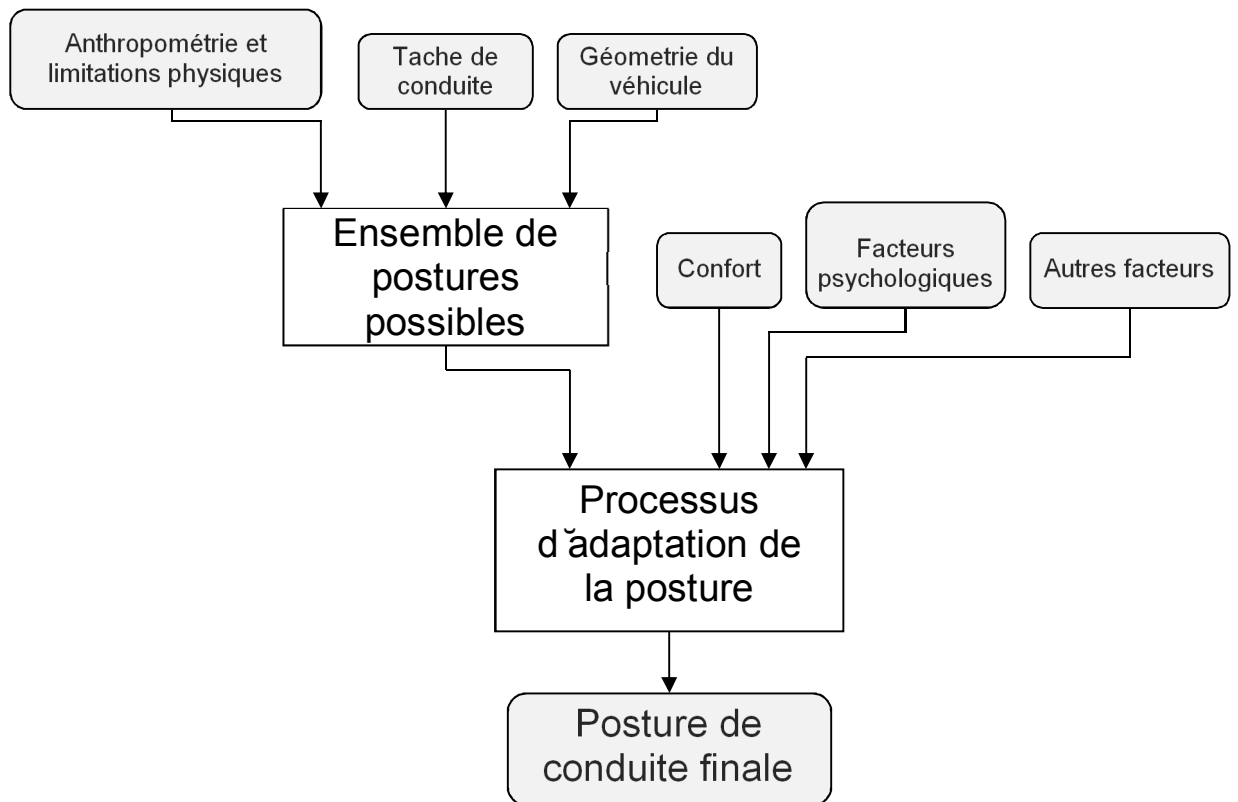 Anthropométrie et
limitations physiques
Tache de
conduite
Géometrie du
véhicule
Ensemble de
postures
possibles
Confort
Facteurs
psychologiques
Autres facteurs
Processus
d ̆adaptation de
la posture
Posture de
conduite finale